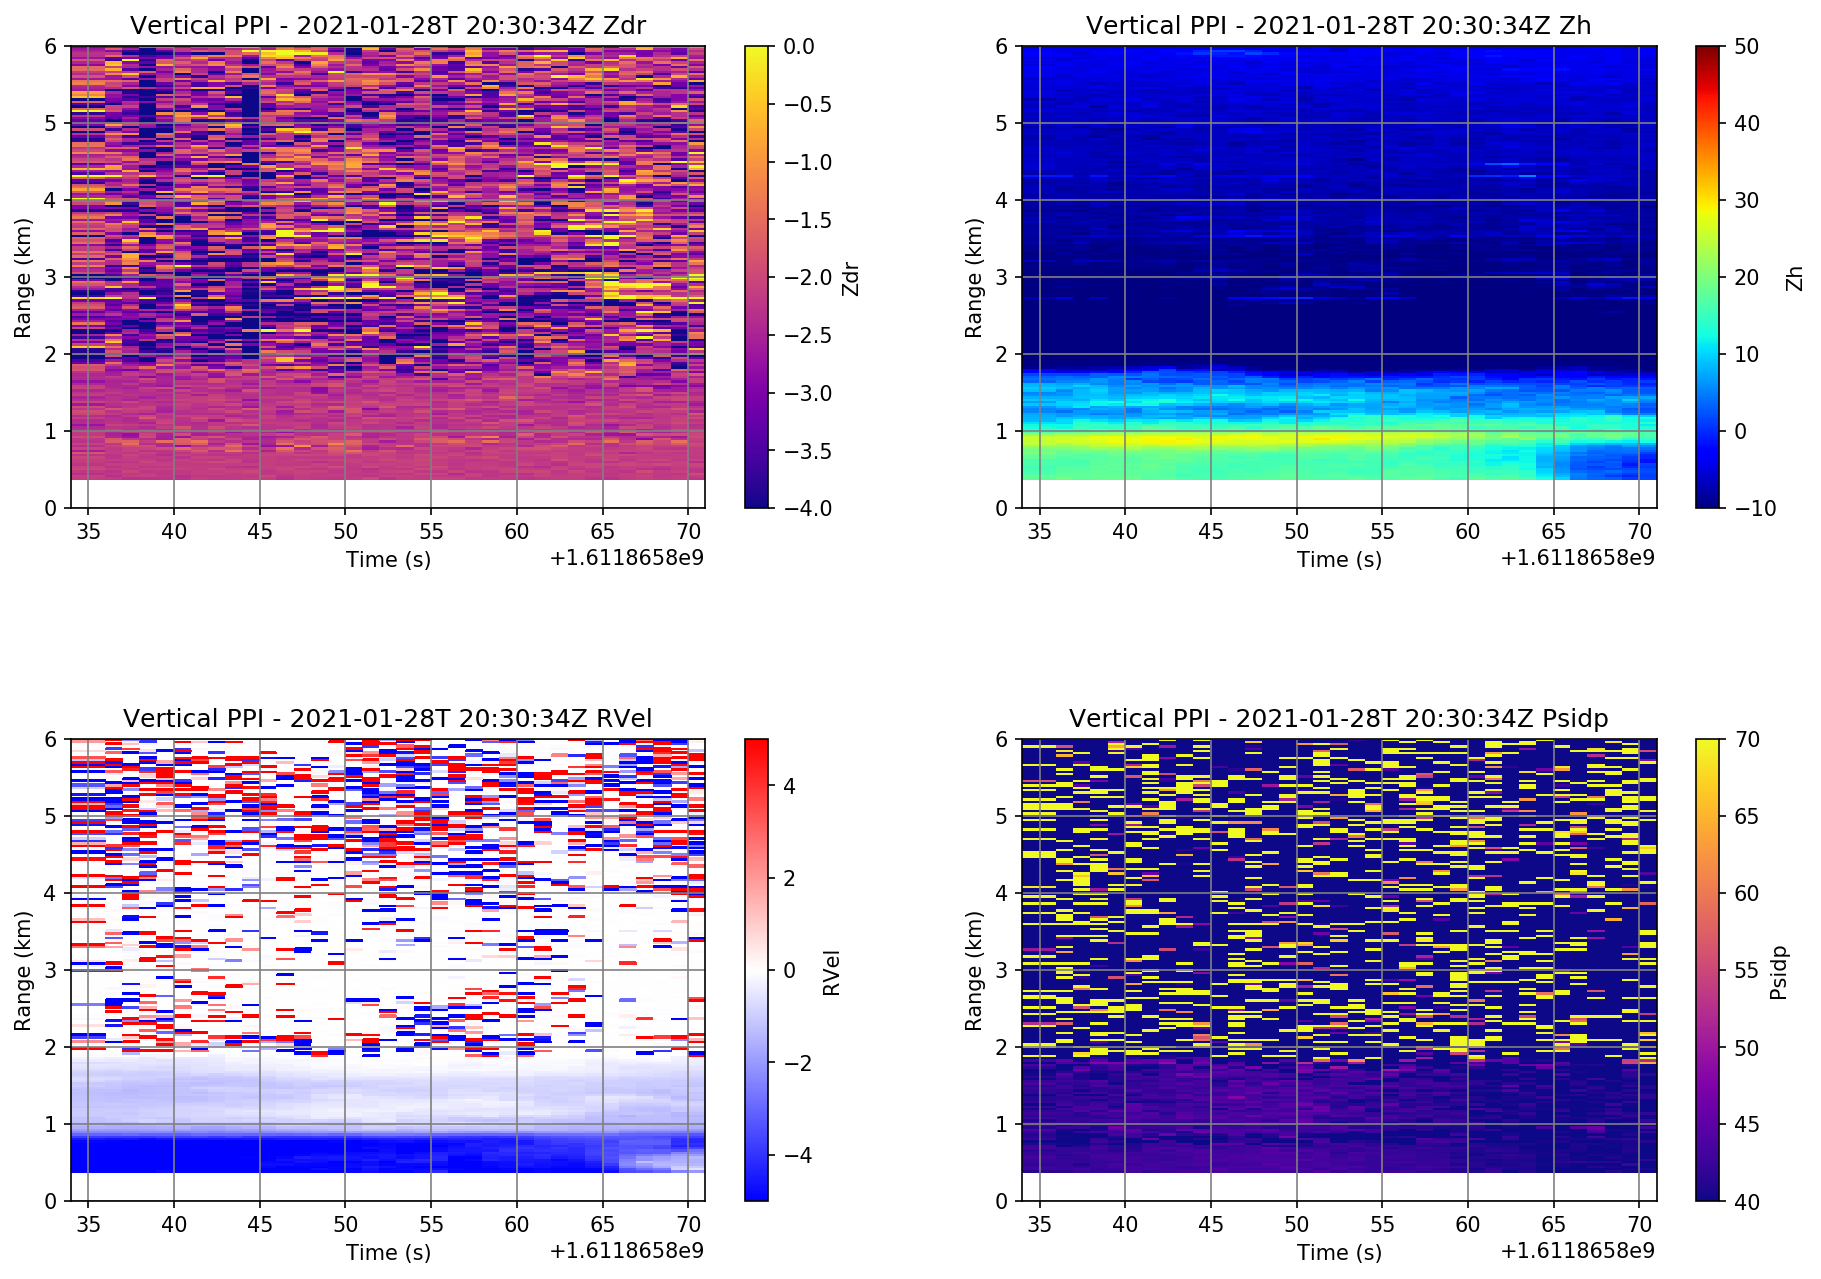 Vertical PPI - 2021-01-28T 20:30:34Z Zdr
6
5
4
3
2
1
0
Range (km)
35 40 45 50 55 60 65 70
Time (s)
+1.6118658e9
0.0
−0.5
−1.0
−1.5
−2.0
−2.5
−3.0
−3.5
−4.0
Zdr
Vertical PPI - 2021-01-28T 20:30:34Z Zh
6
5
4
3
2
1
0
Range (km)
35 40 45 50 55 60 65 70
Time (s)
+1.6118658e9
50
40
30
20
10
0
−10
Zh
Vertical PPI - 2021-01-28T 20:30:34Z RVel
6
5
4
3
2
1
0
Range (km)
35 40 45 50 55 60 65 70
Time (s)
+1.6118658e9
4
2
0
−2
−4
RVel
Vertical PPI - 2021-01-28T 20:30:34Z Psidp
6
5
4
3
2
1
0
Range (km)
35 40 45 50 55 60 65 70
Time (s)
+1.6118658e9
70
65
60
55
50
45
40
Psidp